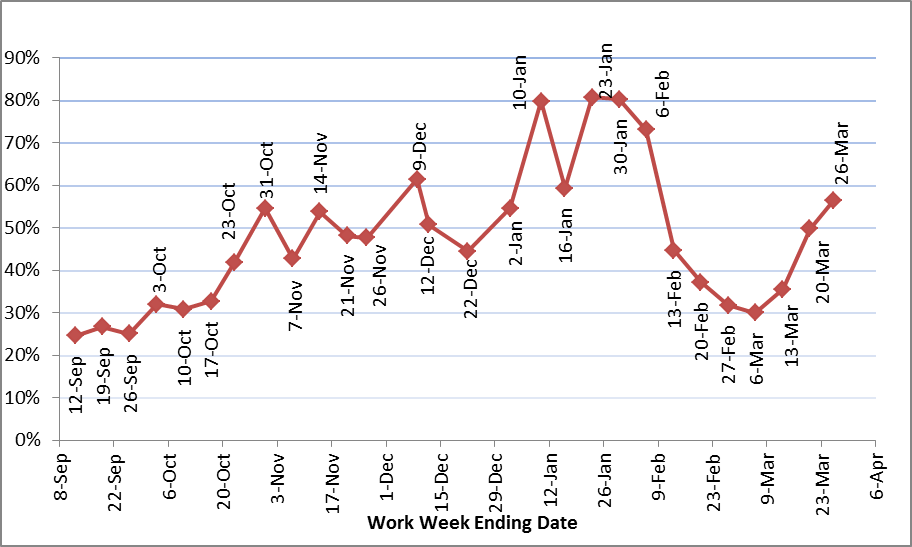 90%
80%
70%
60%
50%
40%
30%
20%
10%
0%
12-Sep
19-Sep
26-Sep
3-Oct
10-Oct
17-Oct
23-Oct
31-Oct
7-Nov
14-Nov
21-Nov
26-Nov
9-Dec
12-Dec
22-Dec
2-Jan
10-Jan
16-Jan
23-Jan
30-Jan
6-Feb
13-Feb
20-Feb
27-Feb
6-Mar
13-Mar
20-Mar
26-Mar
8-Sep
22-Sep
6-Oct
20-Oct
3-Nov
17-Nov
1-Dec
15-Dec
29-Dec
12-Jan
26-Jan
9-Feb
23-Feb
9-Mar
23-Mar
6-Apr
Work Week Ending Date